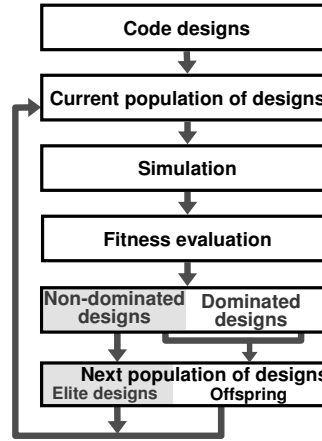 Code designs
Current population of designs
Simulation
Fitness evaluation
Non-dominated designs
Dominated designs
Next population of designs
Elite designs
Offspring